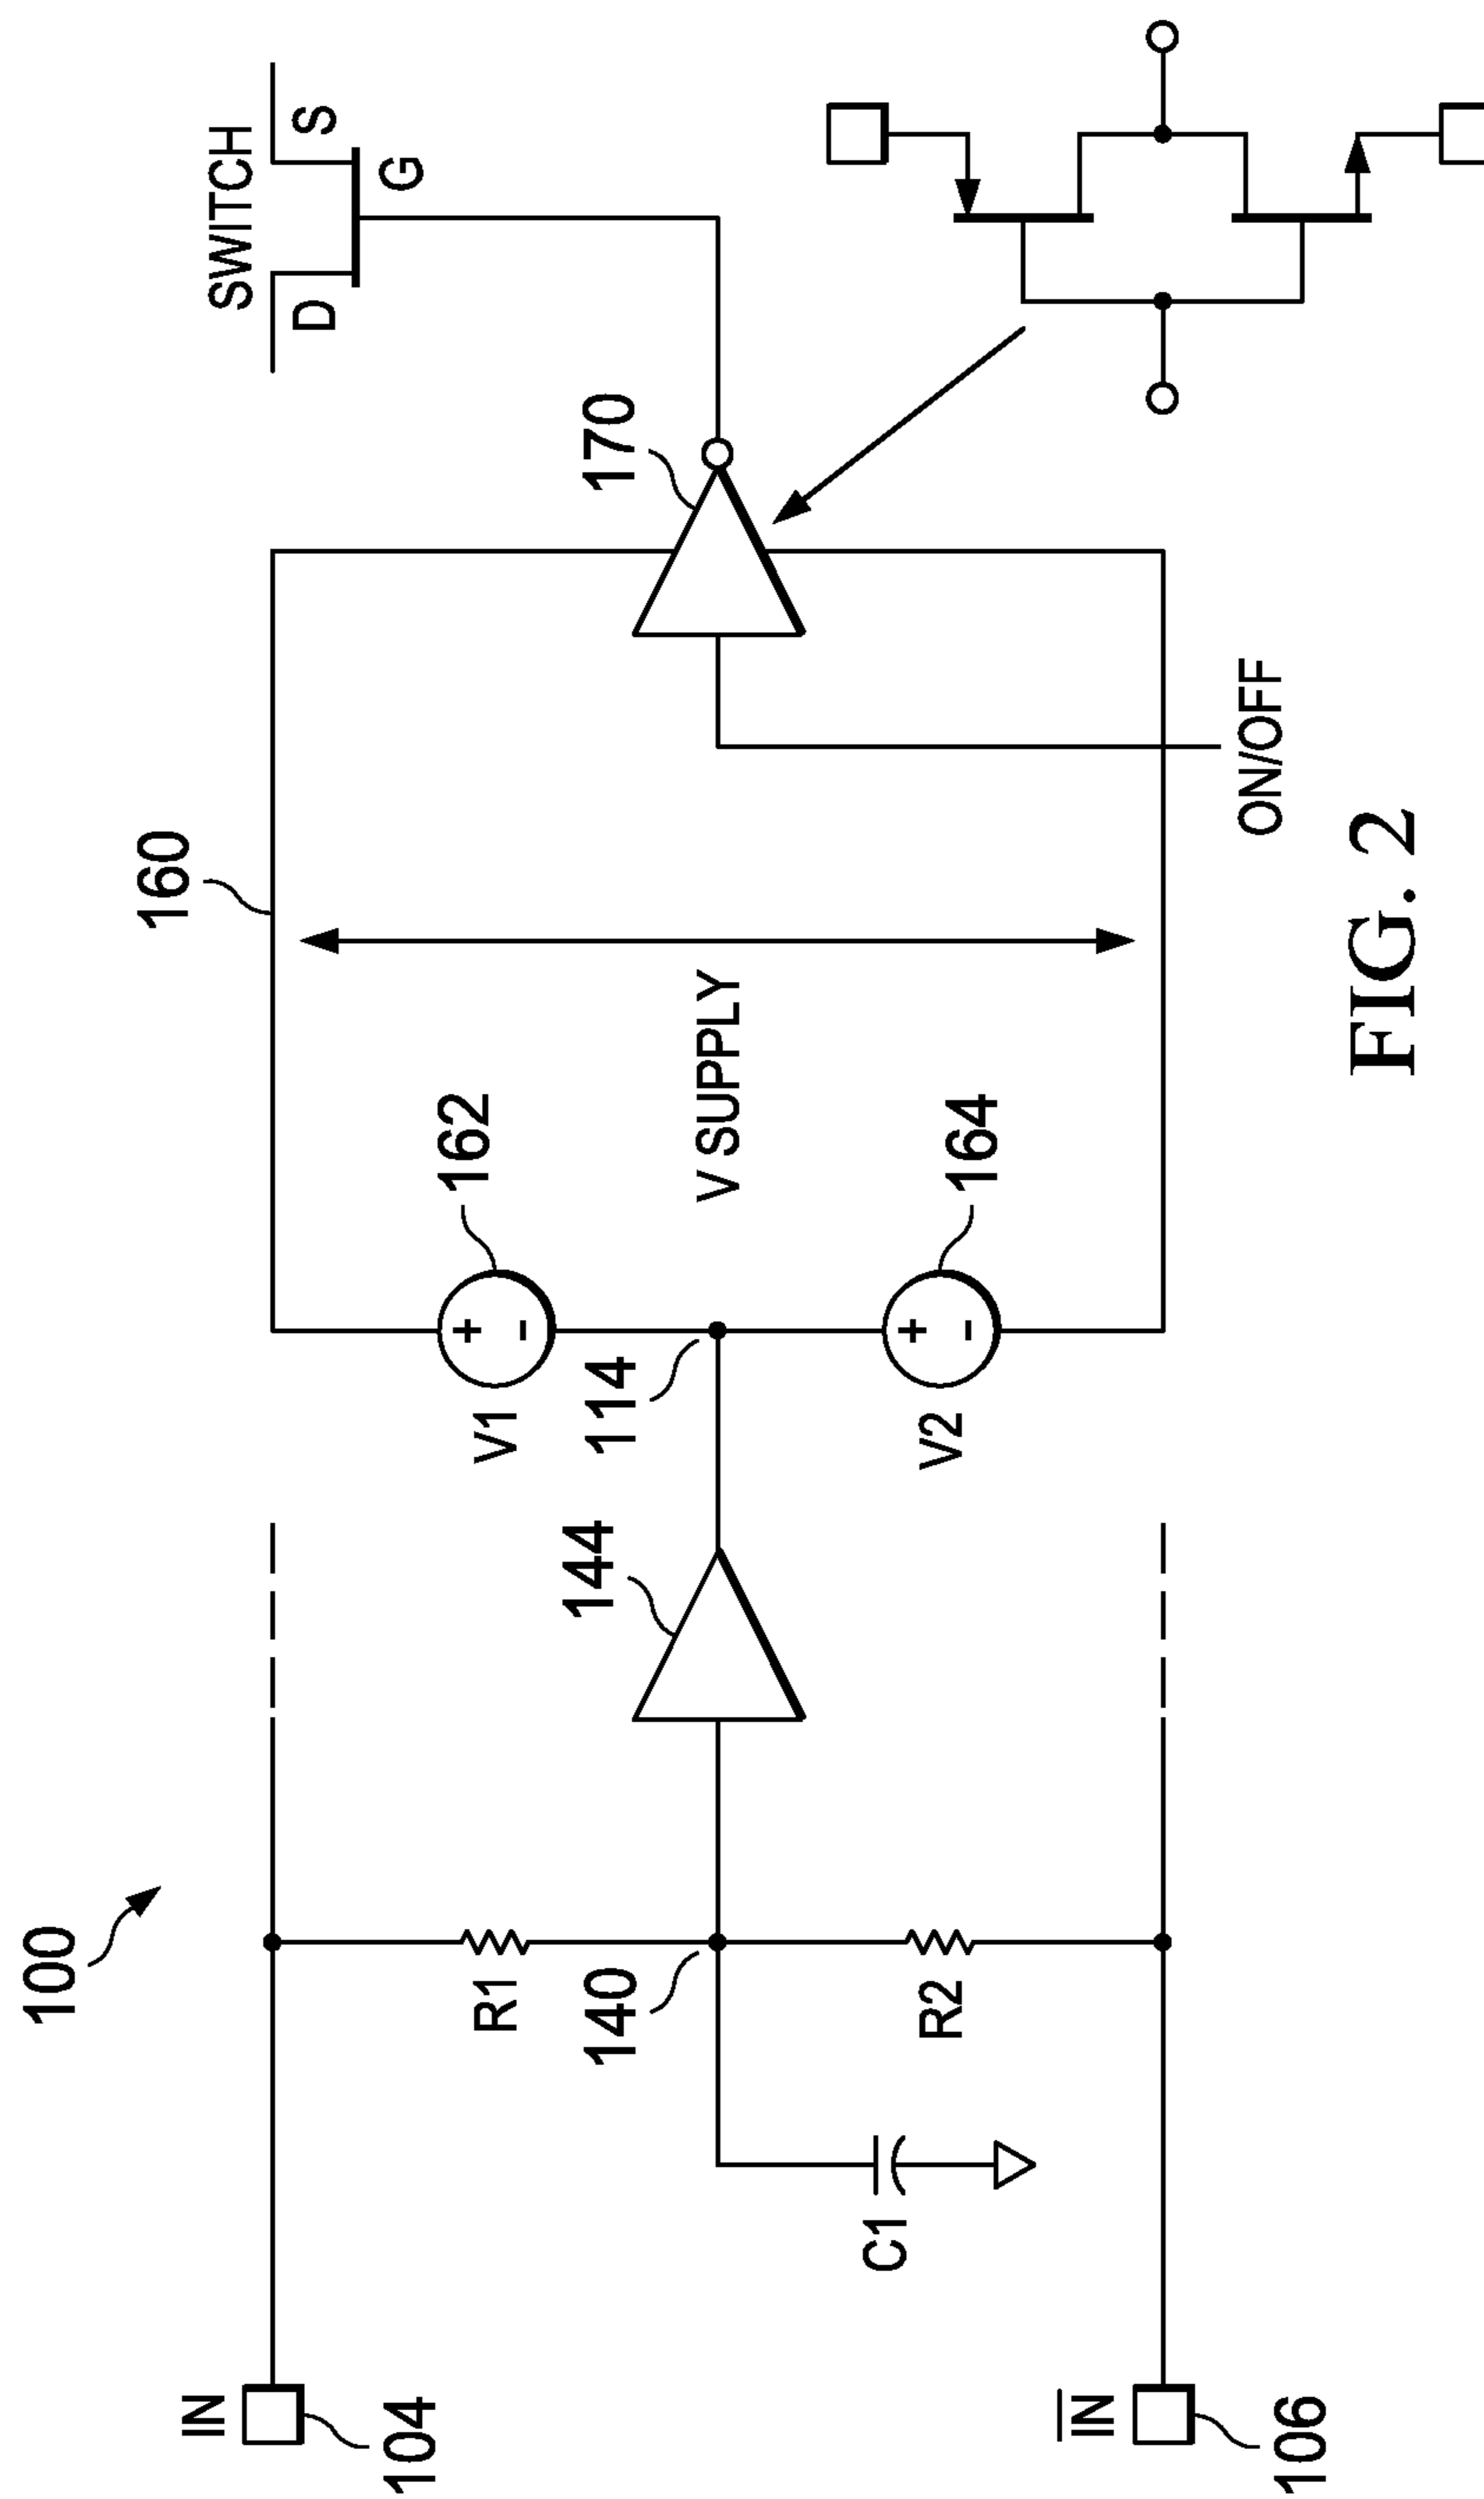 100
IN
104
I̅N̅
106
R1
140
R2
C1
144
114
V1
162
V2
164
V SUPPLY
160
170
ON/OFF
SWITCH
D
S
G
FIG. 2